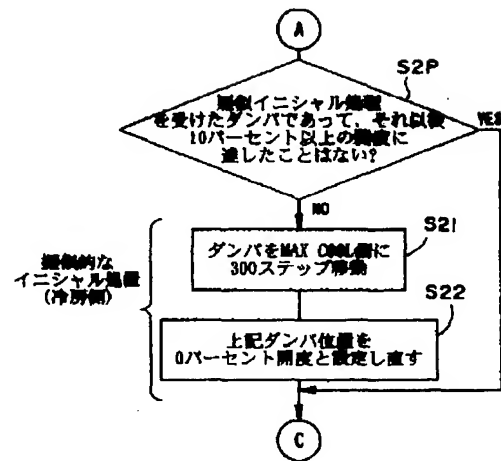 A
S2P
疑似イニシャル処理
を受けたダンパであって、それ以後
10パーセント以上の開度に
達したことはない?
YES
NO
S21
ダンパをMAX COOL側に
300ステップ移動
疑似的な
イニシャル処理
(冷房側)
S22
上記ダンパ位置を
0パーセント開度と設定し直す
C